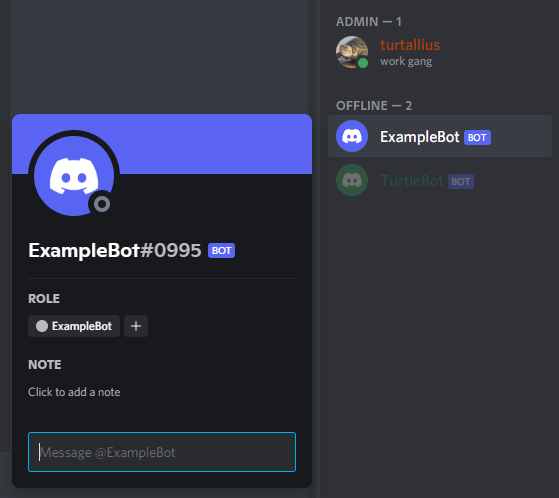 ADMIN — 1
turtallius
work gang
OFFLINE — 2
ExampleBot BOT
TurtleBot BOT
ExampleBot#0995 BOT
ROLE
ExampleBot +
NOTE
Click to add a note
Message @ExampleBot